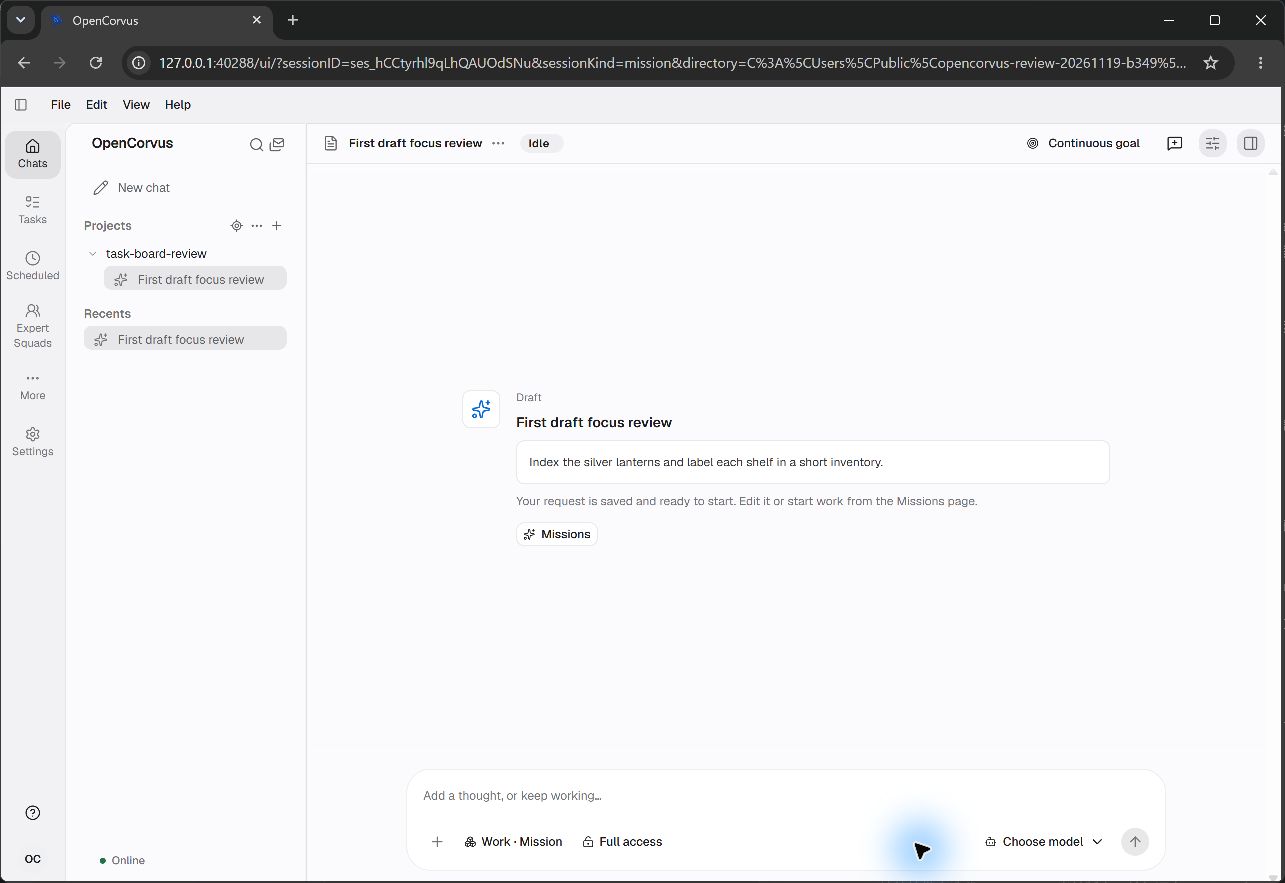 OpenCorvus
127.0.0.1:40288/ui/?sessionID=ses_hCCtyrhl9qLhQAUOdSNu&sessionKind=mission&directory=C%3A%5CUsers%5CPublic%5Copencorvus-review-20261119-b349%5...
File Edit View Help
Chats
Tasks
Scheduled
Expert
Squads
More
Settings
OC
OpenCorvus
New chat
Projects
task-board-review
First draft focus review
Recents
First draft focus review
Online
First draft focus review
Idle
Continuous goal
Draft
First draft focus review
Index the silver lanterns and label each shelf in a short inventory.
Your request is saved and ready to start. Edit it or start work from the Missions page.
Missions
Add a thought, or keep working...
Work · Mission
Full access
Choose model